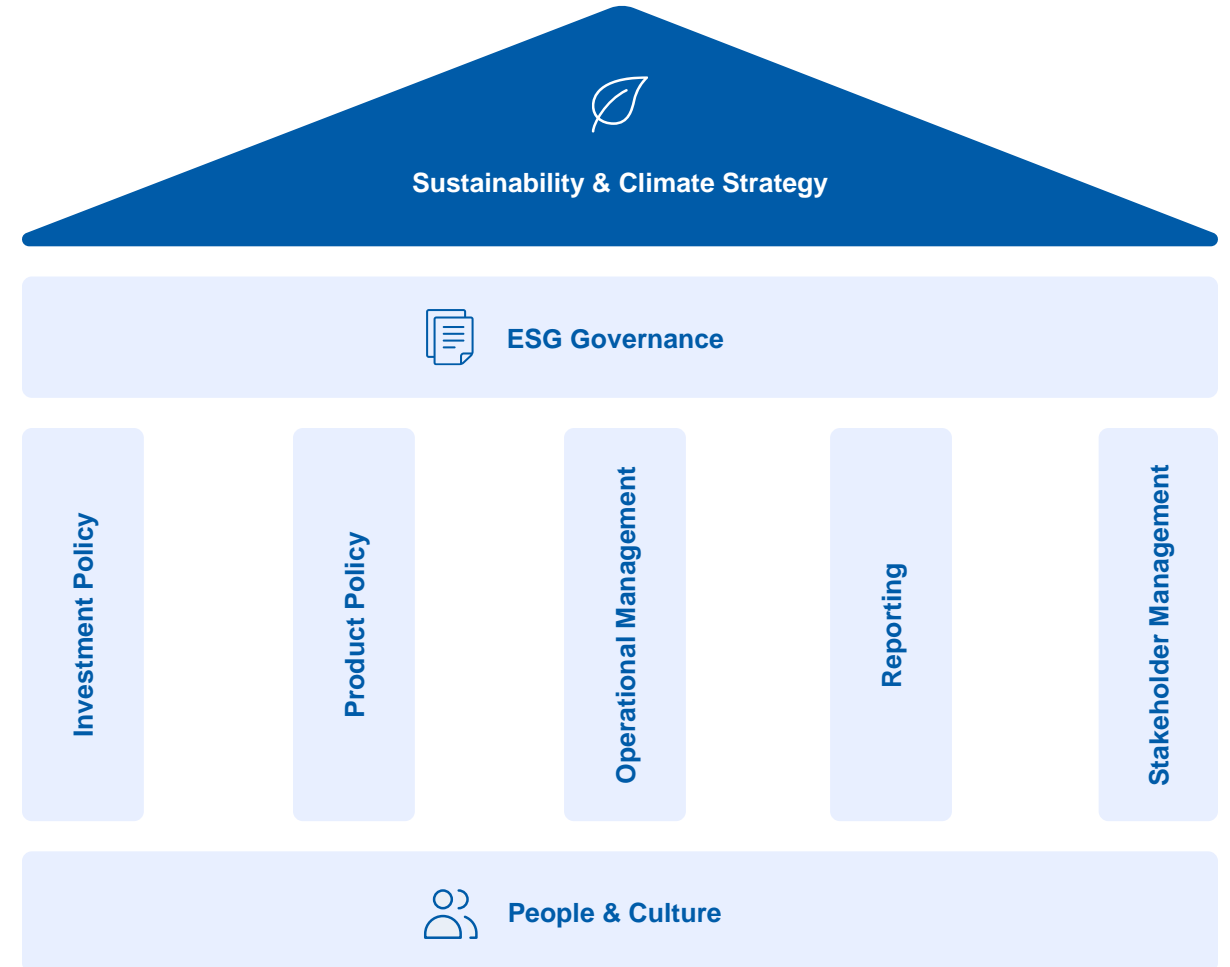 Sustainability & Climate Strategy
ESG Governance
Investment Policy
Product Policy
Operational Management
Reporting
Stakeholder Management
People & Culture